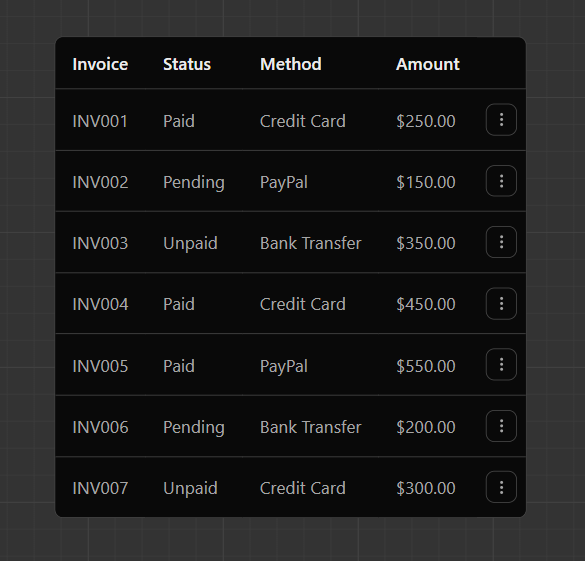 Invoice Status Method Amount
INV001 Paid Credit Card $250.00
INV002 Pending PayPal $150.00
INV003 Unpaid Bank Transfer $350.00
INV004 Paid Credit Card $450.00
INV005 Paid PayPal $550.00
INV006 Pending Bank Transfer $200.00
INV007 Unpaid Credit Card $300.00